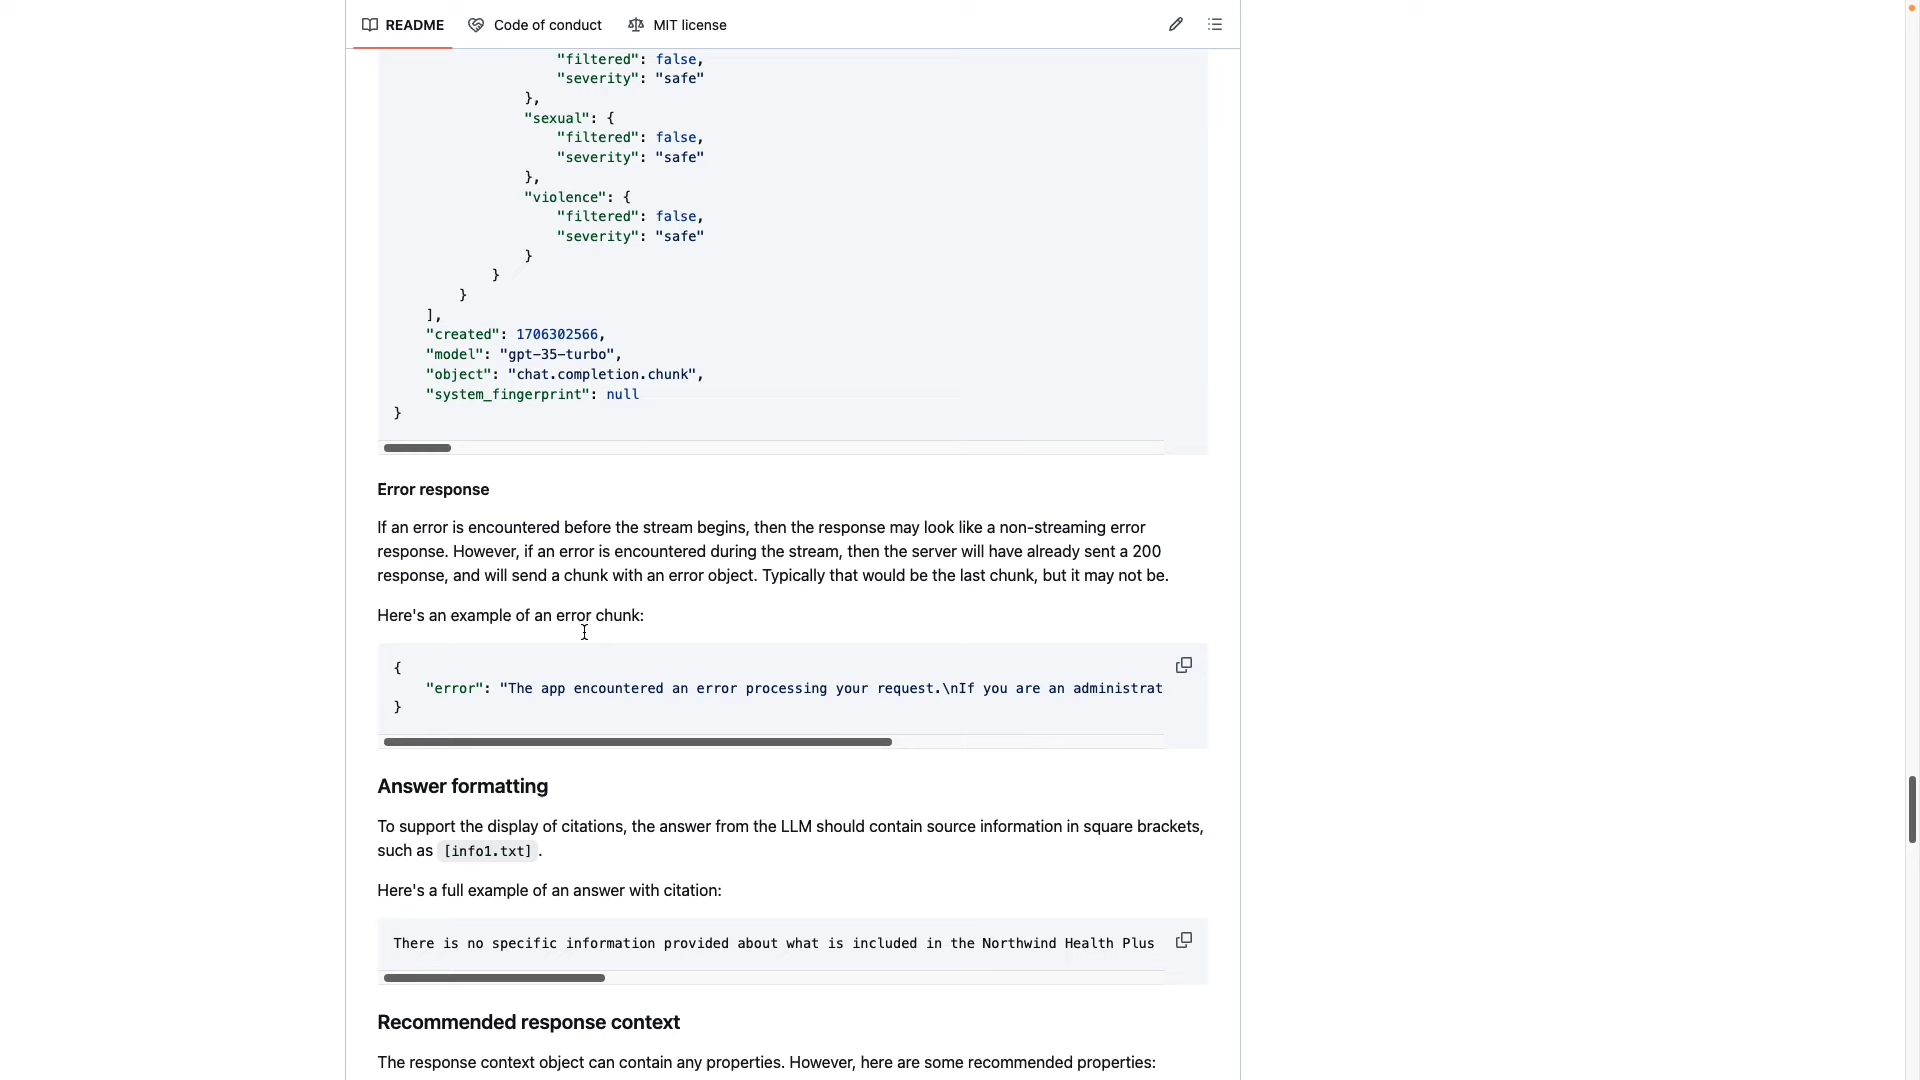 README Code of conduct MIT license
"filtered": false,
"severity": "safe"
},
"sexual": {
"filtered": false,
"severity": "safe"
},
"violence": {
"filtered": false,
"severity": "safe"
}
}
}
],
"created": 1706302566,
"model": "gpt-35-turbo",
"object": "chat.completion.chunk",
"system_fingerprint": null
}
Error response
If an error is encountered before the stream begins, then the response may look like a non-streaming error
response. However, if an error is encountered during the stream, then the server will have already sent a 200
response, and will send a chunk with an error object. Typically that would be the last chunk, but it may not be.
Here's an example of an error chunk:
{
"error": "The app encountered an error processing your request.\nIf you are an administrat
}
Answer formatting
To support the display of citations, the answer from the LLM should contain source information in square brackets,
such as [info1.txt] .
Here's a full example of an answer with citation:
There is no specific information provided about what is included in the Northwind Health Plus
Recommended response context
The response context object can contain any properties. However, here are some recommended properties: